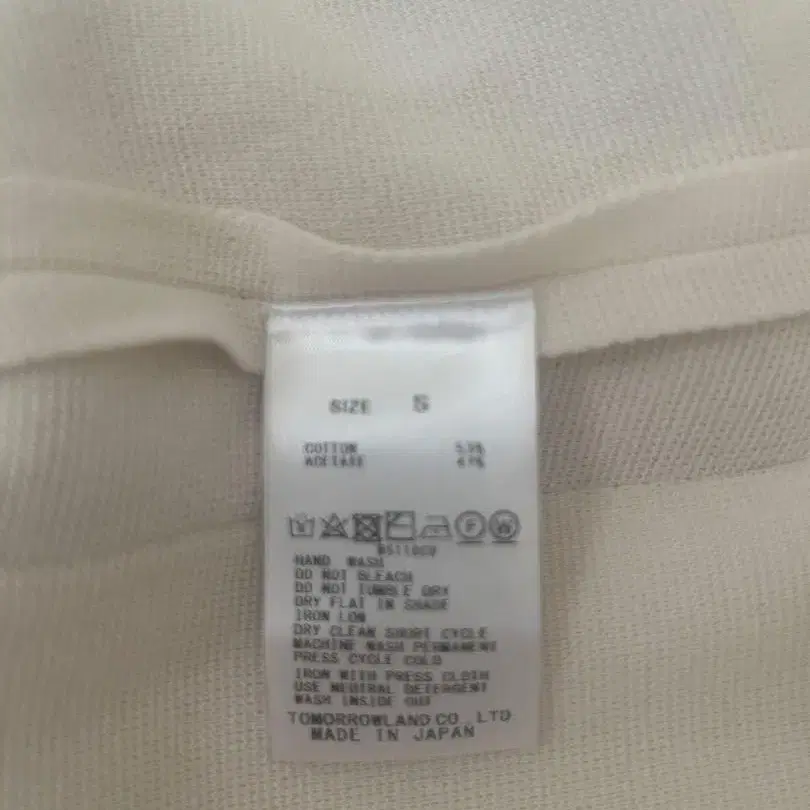 SIZE S
COTTON
ACETATE
HAND WASH
DO NOT BLEACH
DO NOT TUMBLE DRY
DRY FLAT IN SHADE
IRON LOW
DRY CLEAN SHORT CYCLE
MACHINE WASH PERMANENT
PRESS CYCLE COLD
IRON WITH PRESS CLOTH
USE NEUTRAL DETERGENT
WASH INSIDE OUT
TOMORROWLAND CO., LTD
MADE IN JAPAN